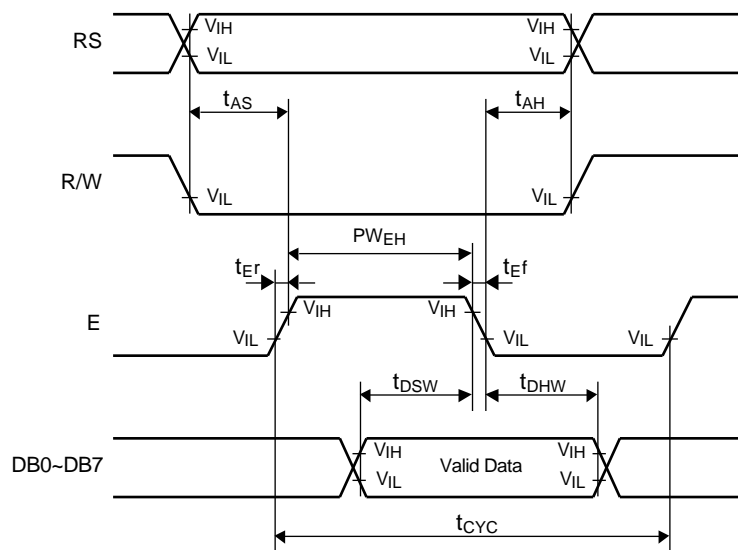 RS
VIH
VIL
VIH
VIL
tAS
tAH
R/W
VIL
VIL
PWEH
tEr
tEf
E
VIL
VIH
VIH
VIL
VIL
tDSW
tDHW
DB0~DB7
VIH
VIL
Valid Data
VIH
VIL
tCYC